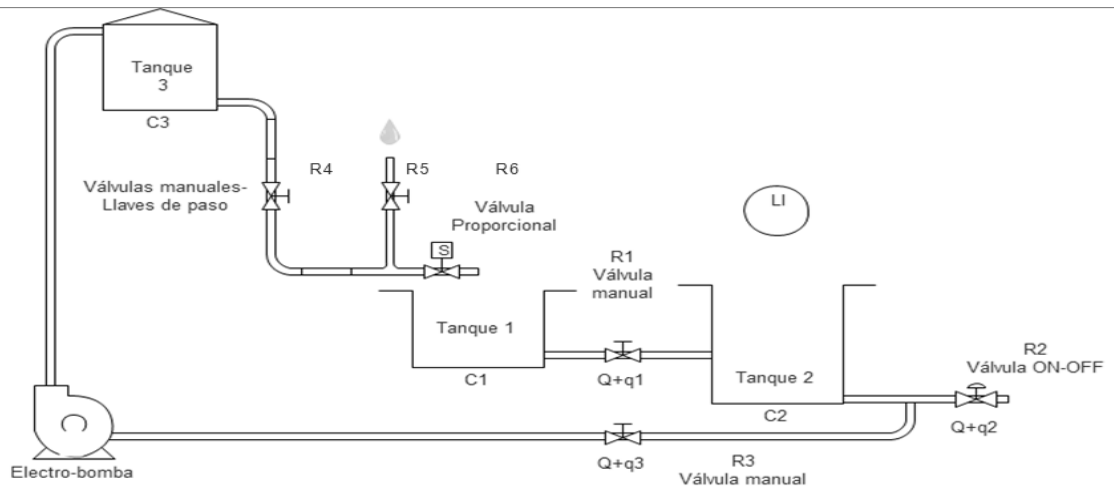 Tanque
3
C3
Válvulas manuales-
Llaves de paso
R4
R5
R6
Válvula
Proporcional
S
LI
R1
Válvula
manual
Tanque 1
C1
Q+q1
Tanque 2
C2
R2
Válvula ON-OFF
Q+q2
Electro-bomba
Q+q3
R3
Válvula manual